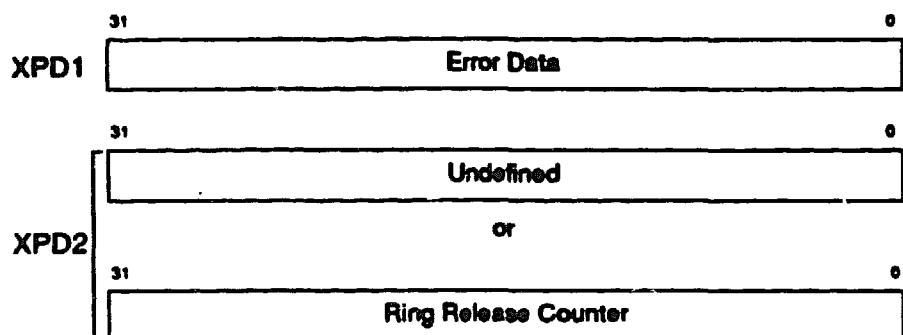 31 0
XPD1 Error Data
31 0
Undefined
XPD2 or
31 0
Ring Release Counter